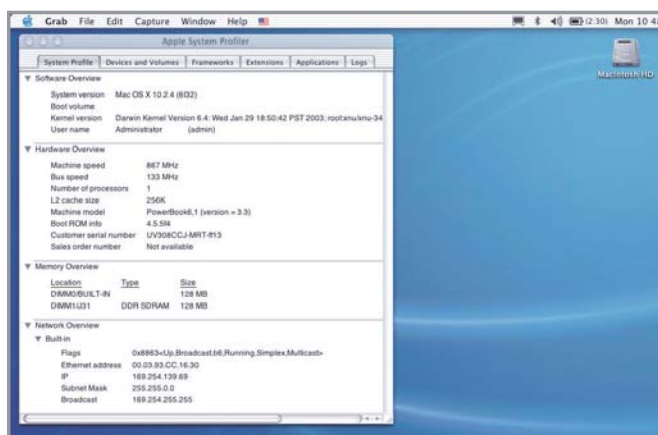 Grab File Edit Capture Window Help (2:30) Mon 10:4
Apple System Profiler
System Profile Devices and Volumes Frameworks Extensions Applications Logs
Software Overview
System version Mac OS X 10.2.4 (6I32)
Boot volume
Kernel version Darwin Kernel Version 6.4: Wed Jan 29 18:50:42 PST 2003; root:xnu/xnu-34
User name Administrator (admin)
Hardware Overview
Machine speed 867 MHz
Bus speed 133 MHz
Number of processors 1
L2 cache size 256K
Machine model PowerBook6,1 (version = 3.3)
Boot ROM info 4.5.5f4
Customer serial number UV308CCJ-MRT-ff13
Sales order number Not available
Memory Overview
Location Type Size
DIMM0/BUILT-IN 128 MB
DIMM1/J31 DDR SDRAM 128 MB
Network Overview
Built-in
Flags 0x8863<Up,Broadcast,b6,Running,Simplex,Multicast>
Ethernet address 00.03.93.CC.16.30
IP 169.254.139.69
Subnet Mask 255.255.0.0
Broadcast 169.254.255.255
Macintosh HD